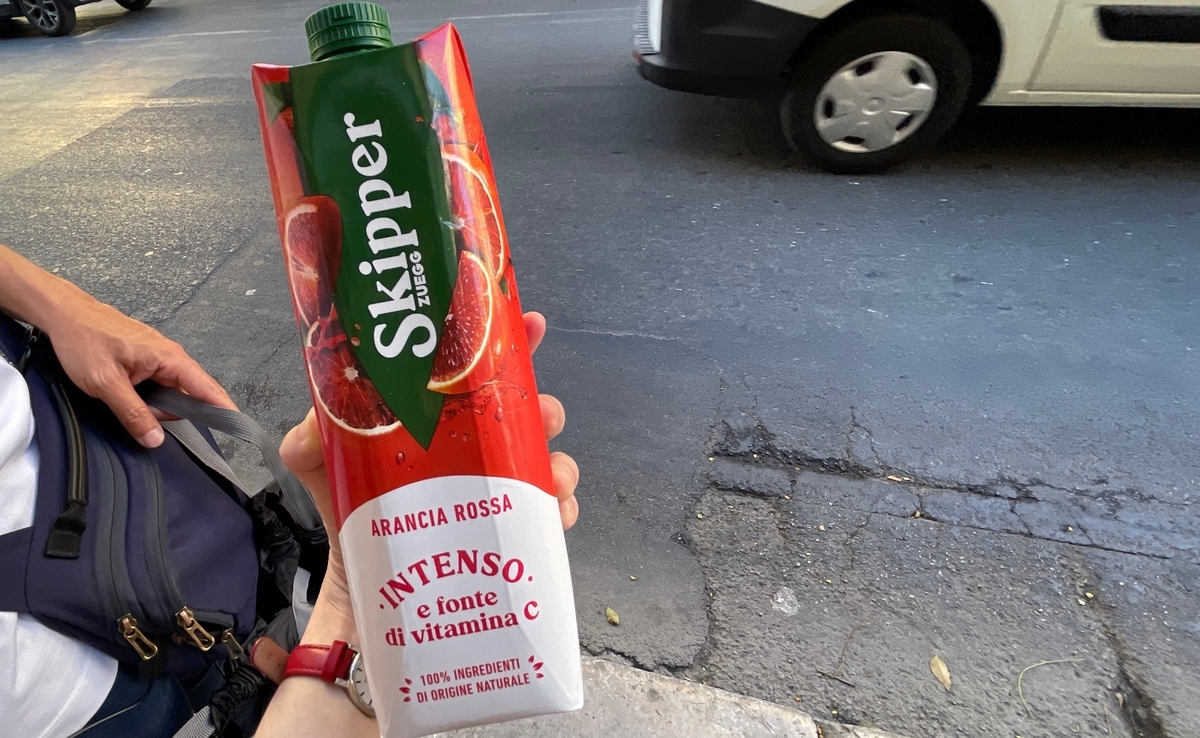 Skipper
ZUEGG
ARANCIA ROSSA
·INTENSO·
e fonte
di vitamina C
100% INGREDIENTI
DI ORIGINE NATURALE